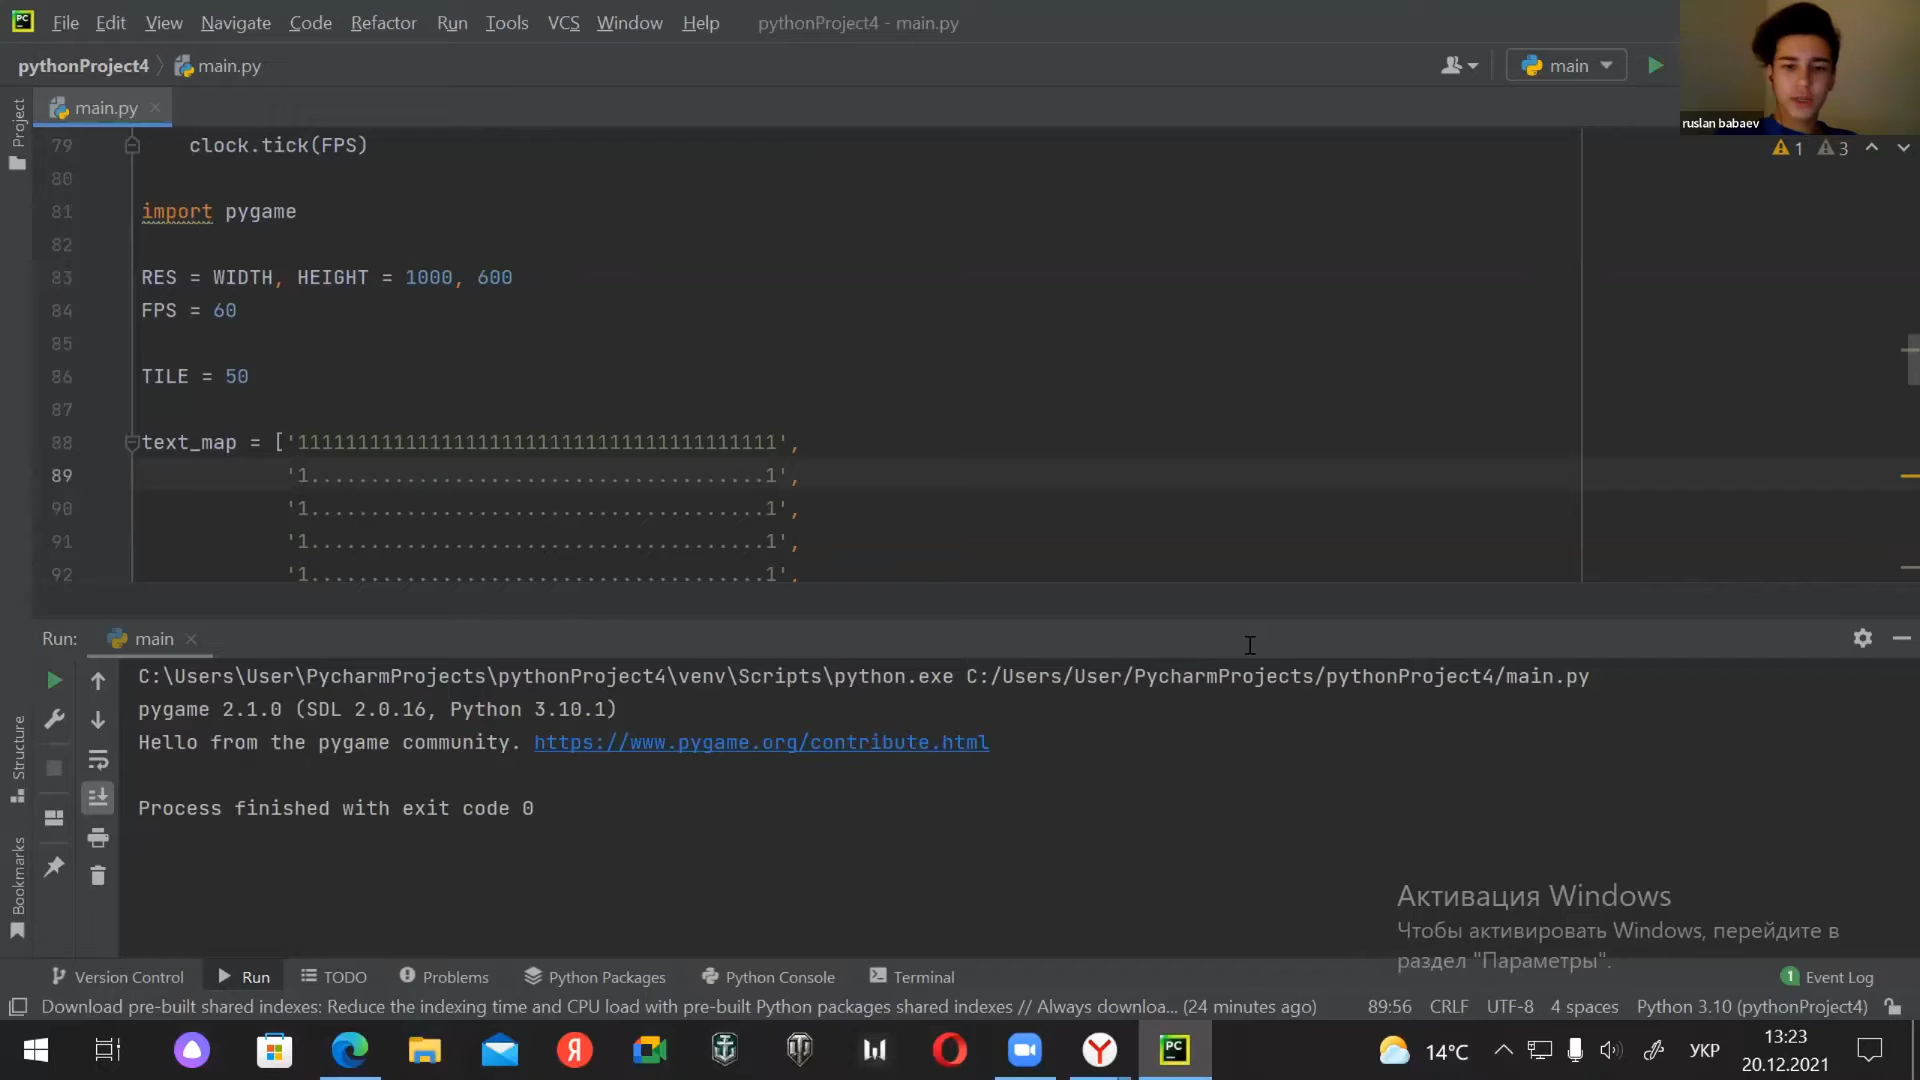 File Edit View Navigate Code Refactor Run Tools VCS Window Help pythonProject4 - main.py
pythonProject4 main.py main
ruslan babaev
main.py
Project
1 3
79 clock.tick(FPS)
80
81 import pygame
82
83 RES = WIDTH, HEIGHT = 1000, 600
84 FPS = 60
85
86 TILE = 50
87
88 text_map = ['1111111111111111111111111111111111111111',
89 '1......................................1',
90 '1......................................1',
91 '1......................................1',
92 '1......................................1',
Run: main
C:\Users\User\PycharmProjects\pythonProject4\venv\Scripts\python.exe C:/Users/User/PycharmProjects/pythonProject4/main.py
pygame 2.1.0 (SDL 2.0.16, Python 3.10.1)
Hello from the pygame community. https://www.pygame.org/contribute.html
Process finished with exit code 0
Structure
Bookmarks
Активация Windows
Чтобы активировать Windows, перейдите в
раздел "Параметры".
Version Control Run TODO Problems Python Packages Python Console Terminal 1 Event Log
Download pre-built shared indexes: Reduce the indexing time and CPU load with pre-built Python packages shared indexes // Always downloa... (24 minutes ago) 89:56 CRLF UTF-8 4 spaces Python 3.10 (pythonProject4)
14°C УКР 13:23
20.12.2021